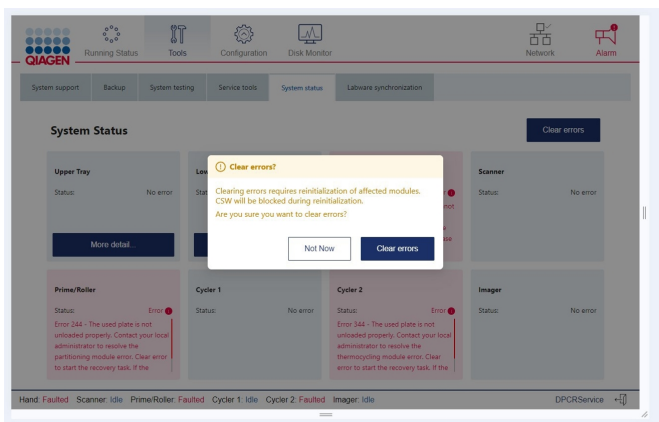 QIAGEN
Running Status
Tools
Configuration
Disk Monitor
Network
Alarm
System support
Backup
System testing
Service tools
System status
Labware synchronization
System Status
Clear errors
Upper Tray
Status: No error
More detail...
Scanner
Status: No error
Clear errors?
Clearing errors requires reinitialization of affected modules.
CSW will be blocked during reinitialization.
Are you sure you want to clear errors?
Not Now
Clear errors
Prime/Roller
Status: Error
Error 244 - The used plate is not
unloaded properly. Contact your local
administrator to resolve the
partitioning module error. Clear error
to start the recovery task. If the
Cycler 1
Status: No error
Cycler 2
Status: Error
Error 344 - The used plate is not
unloaded properly. Contact your local
administrator to resolve the
thermocycling module error. Clear
error to start the recovery task. If the
Imager
Status: No error
Hand: Faulted Scanner: Idle Prime/Roller: Faulted Cycler 1: Idle Cycler 2: Faulted Imager: Idle DPCRService